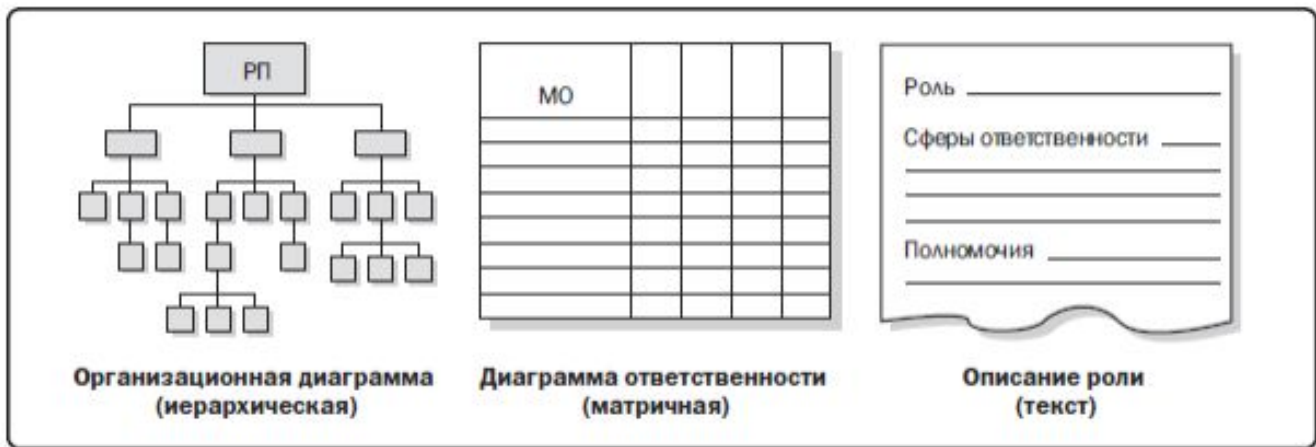 РП
МО
Роль
Сферы ответственности
Полномочия
Организационная диаграмма
(иерархическая)
Диаграмма ответственности
(матричная)
Описание роли
(текст)